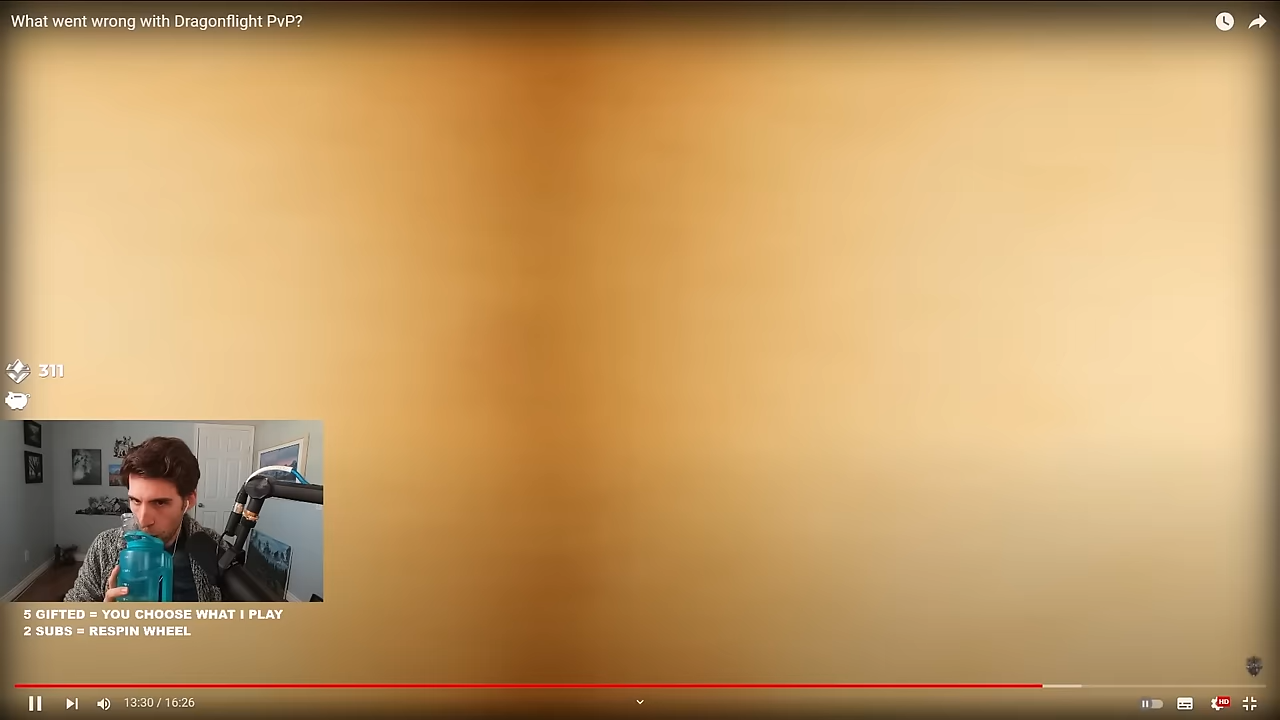 What went wrong with Dragonflight PvP?
311
5 GIFTED = YOU CHOOSE WHAT I PLAY
2 SUBS = RESPIN WHEEL
13:30 / 16:26
HD